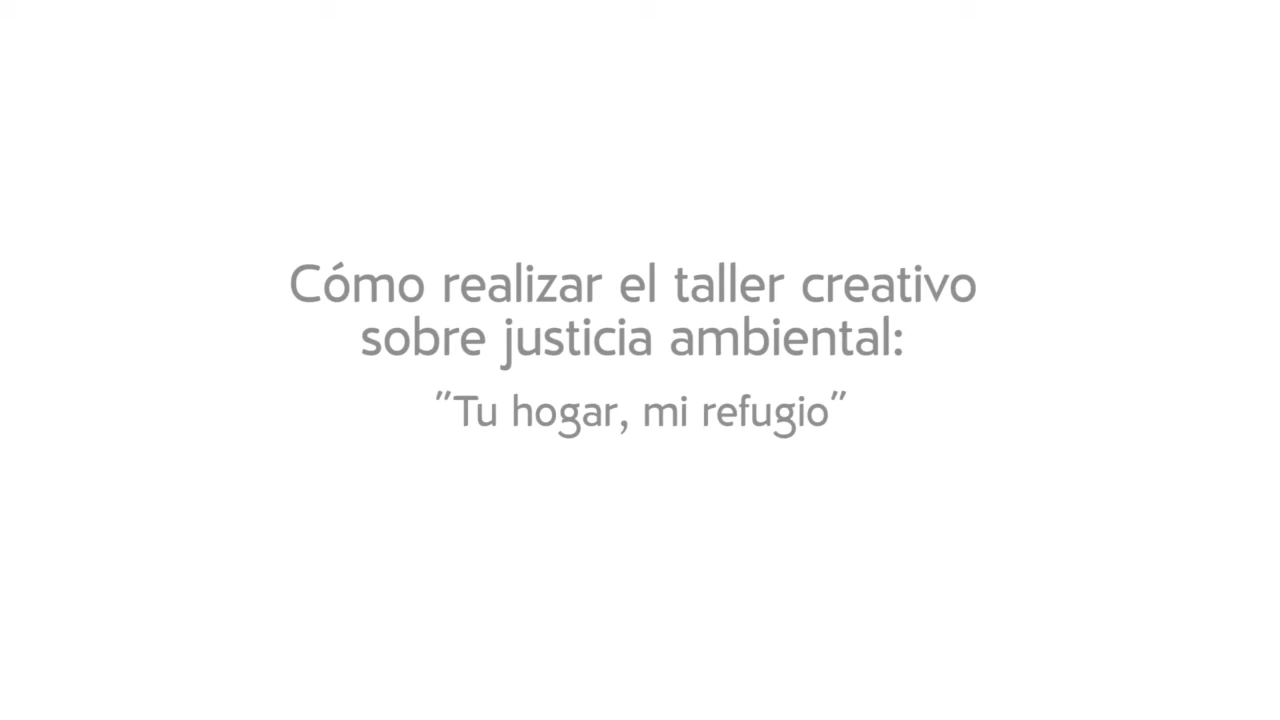 Cómo realizar el taller creativo
sobre justicia ambiental:
"Tu hogar, mi refugio"